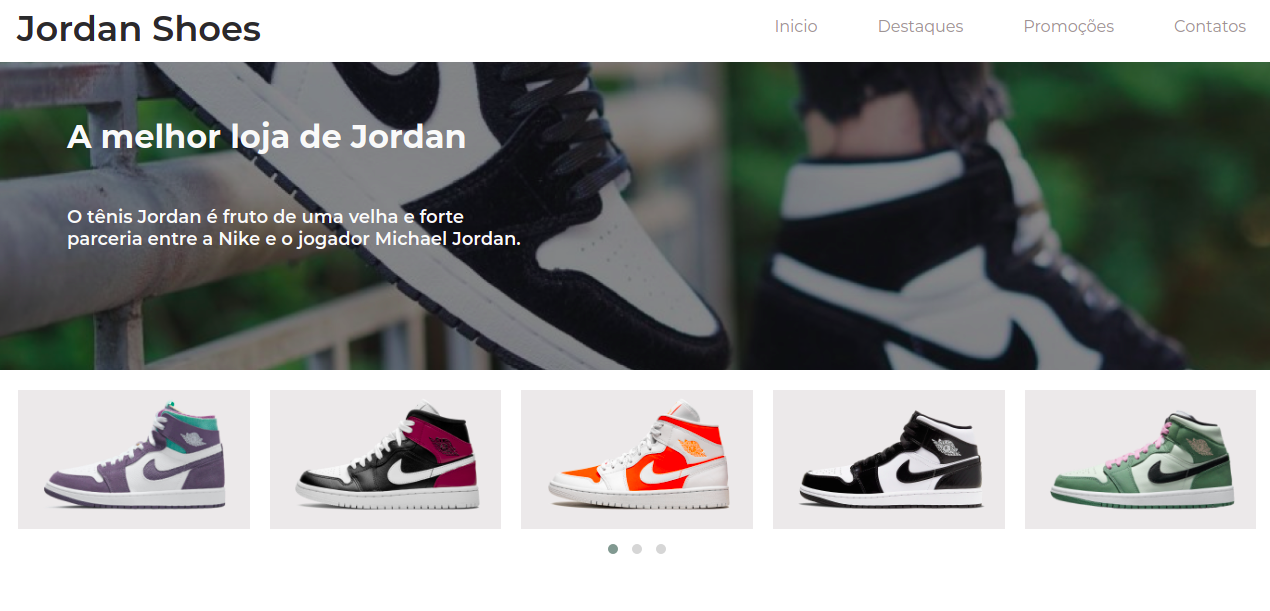 Jordan Shoes
Inicio
Destaques
Promoções
Contatos
A melhor loja de Jordan
O tênis Jordan é fruto de uma velha e forte
parceria entre a Nike e o jogador Michael Jordan.